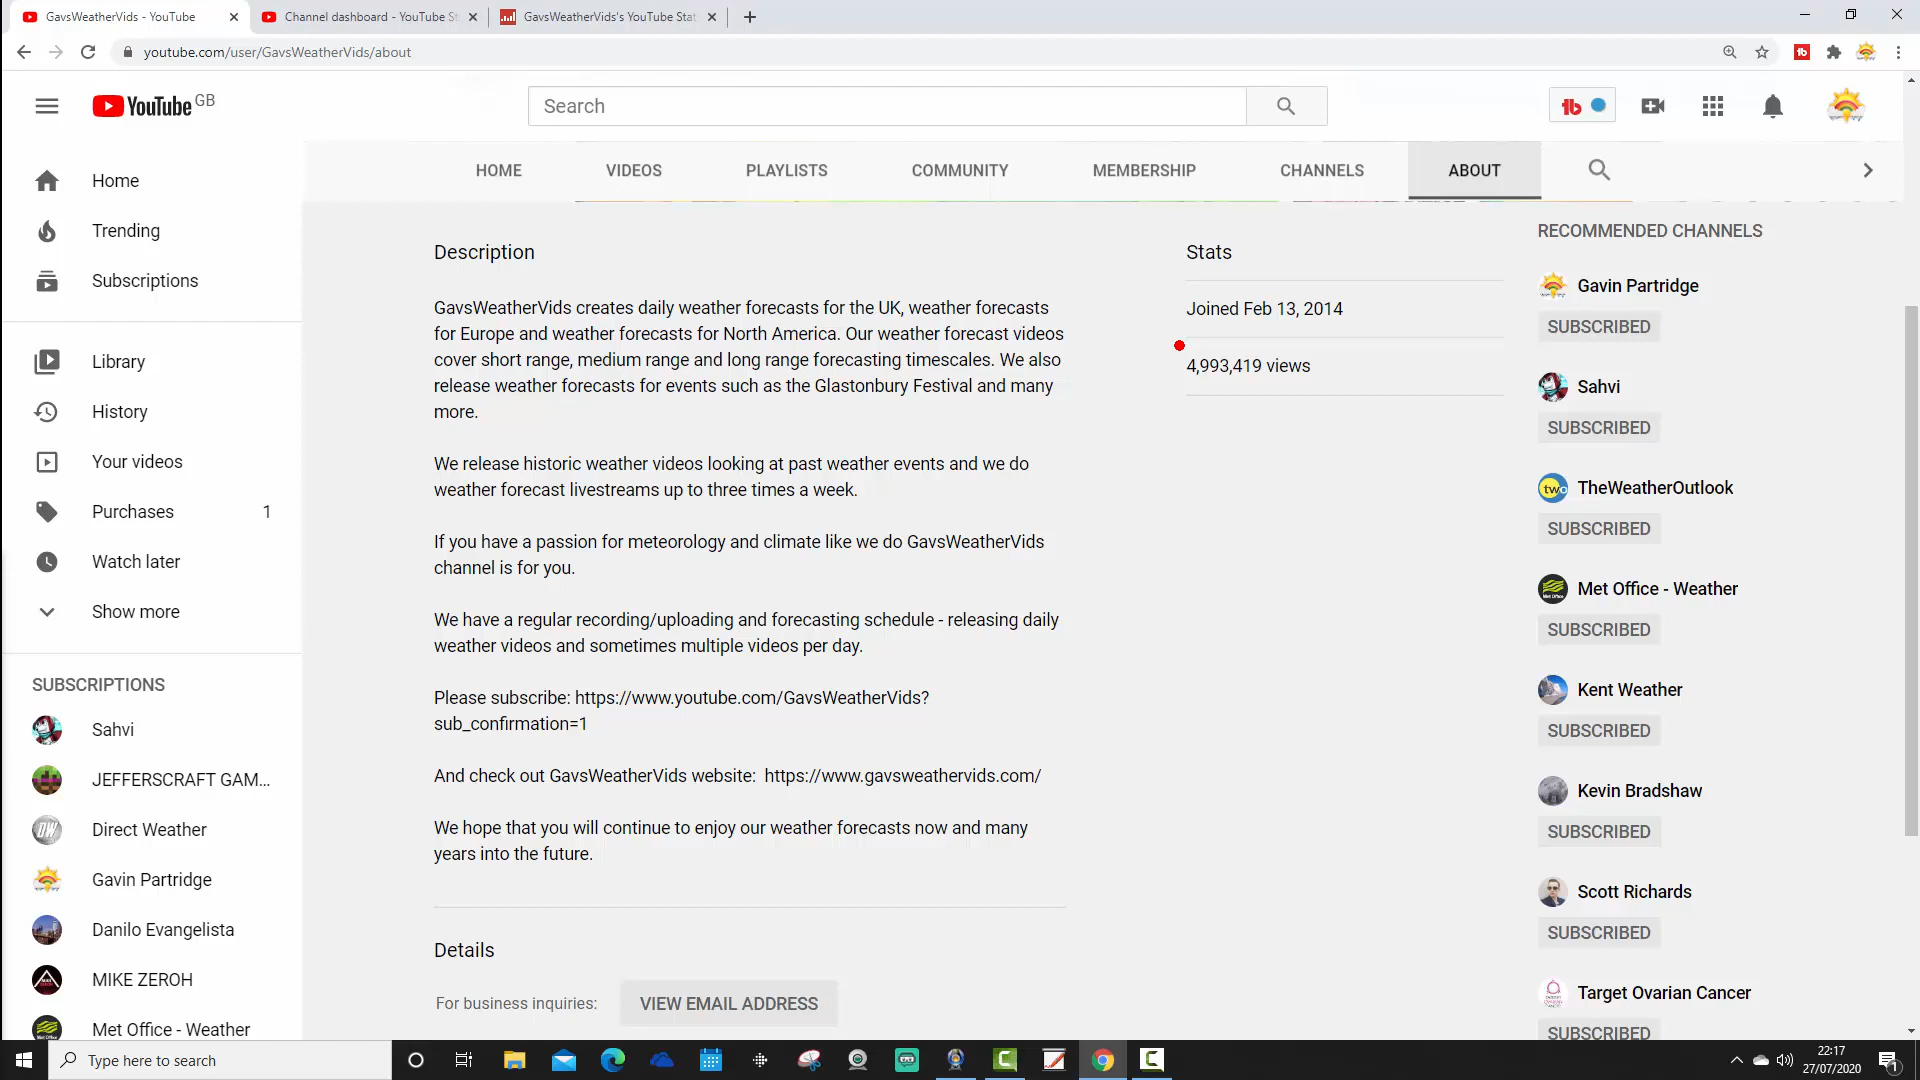 GavsWeatherVids - YouTube
Channel dashboard - YouTube St
GavsWeatherVids's YouTube Stat
youtube.com/user/GavsWeatherVids/about
YouTube GB
Search
HOME
VIDEOS
PLAYLISTS
COMMUNITY
MEMBERSHIP
CHANNELS
ABOUT
Home
Trending
Subscriptions
Library
History
Your videos
Purchases 1
Watch later
Show more
SUBSCRIPTIONS
Sahvi
JEFFERSCRAFT GAM...
Direct Weather
Gavin Partridge
Danilo Evangelista
MIKE ZEROH
Met Office - Weather
Description
GavsWeatherVids creates daily weather forecasts for the UK, weather forecasts
for Europe and weather forecasts for North America. Our weather forecast videos
cover short range, medium range and long range forecasting timescales. We also
release weather forecasts for events such as the Glastonbury Festival and many
more.
We release historic weather videos looking at past weather events and we do
weather forecast livestreams up to three times a week.
If you have a passion for meteorology and climate like we do GavsWeatherVids
channel is for you.
We have a regular recording/uploading and forecasting schedule - releasing daily
weather videos and sometimes multiple videos per day.
Please subscribe: https://www.youtube.com/GavsWeatherVids?
sub_confirmation=1
And check out GavsWeatherVids website:  https://www.gavsweathervids.com/
We hope that you will continue to enjoy our weather forecasts now and many
years into the future.
Details
For business inquiries:
VIEW EMAIL ADDRESS
Stats
Joined Feb 13, 2014
4,993,419 views
RECOMMENDED CHANNELS
Gavin Partridge
SUBSCRIBED
Sahvi
SUBSCRIBED
two
TheWeatherOutlook
SUBSCRIBED
Met Office - Weather
SUBSCRIBED
Kent Weather
SUBSCRIBED
Kevin Bradshaw
SUBSCRIBED
Scott Richards
SUBSCRIBED
Target Ovarian Cancer
SUBSCRIBED
Type here to search
22:17
27/07/2020
1